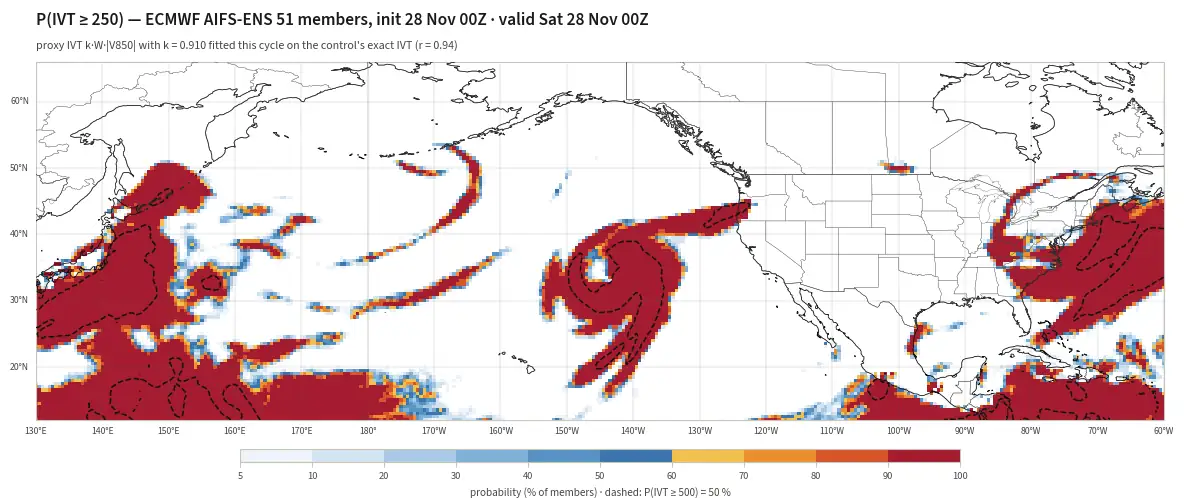 P(IVT ≥ 250) — ECMWF AIFS-ENS 51 members, init 28 Nov 00Z · valid Sat 28 Nov 00Z
proxy IVT k·W·|V850| with k = 0.910 fitted this cycle on the control's exact IVT (r = 0.94)
60°N
50°N
40°N
30°N
20°N
130°E 140°E 150°E 160°E 170°E 180° 170°W 160°W 150°W 140°W 130°W 120°W 110°W 100°W 90°W 80°W 70°W 60°W
5 10 20 30 40 50 60 70 80 90 100
probability (% of members) · dashed: P(IVT ≥ 500) = 50 %